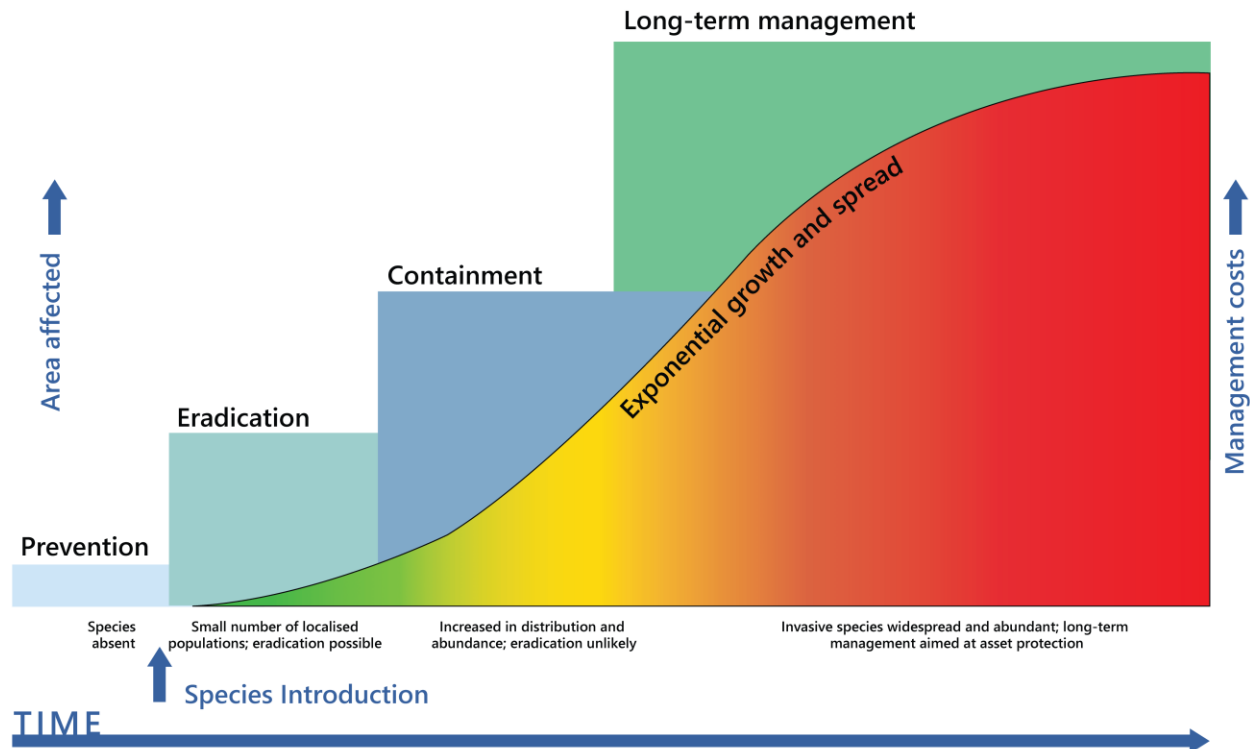 Long-term management
Area affected
Containment
Exponential growth and spread
Management costs
Eradication
Prevention
Species
absent
Small number of localised
populations; eradication possible
Increased in distribution and
abundance; eradication unlikely
Invasive species widespread and abundant; long-term
management aimed at asset protection
Species Introduction
TIME